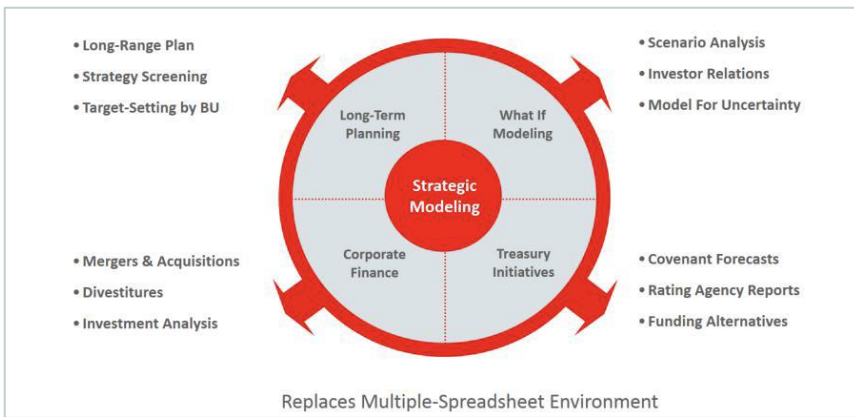 • Long-Range Plan
• Strategy Screening
• Target-Setting by BU
• Scenario Analysis
• Investor Relations
• Model For Uncertainty
Long-Term
Planning
What If
Modeling
Strategic
Modeling
Corporate
Finance
Treasury
Initiatives
• Mergers & Acquisitions
• Divestitures
• Investment Analysis
• Covenant Forecasts
• Rating Agency Reports
• Funding Alternatives
Replaces Multiple-Spreadsheet Environment